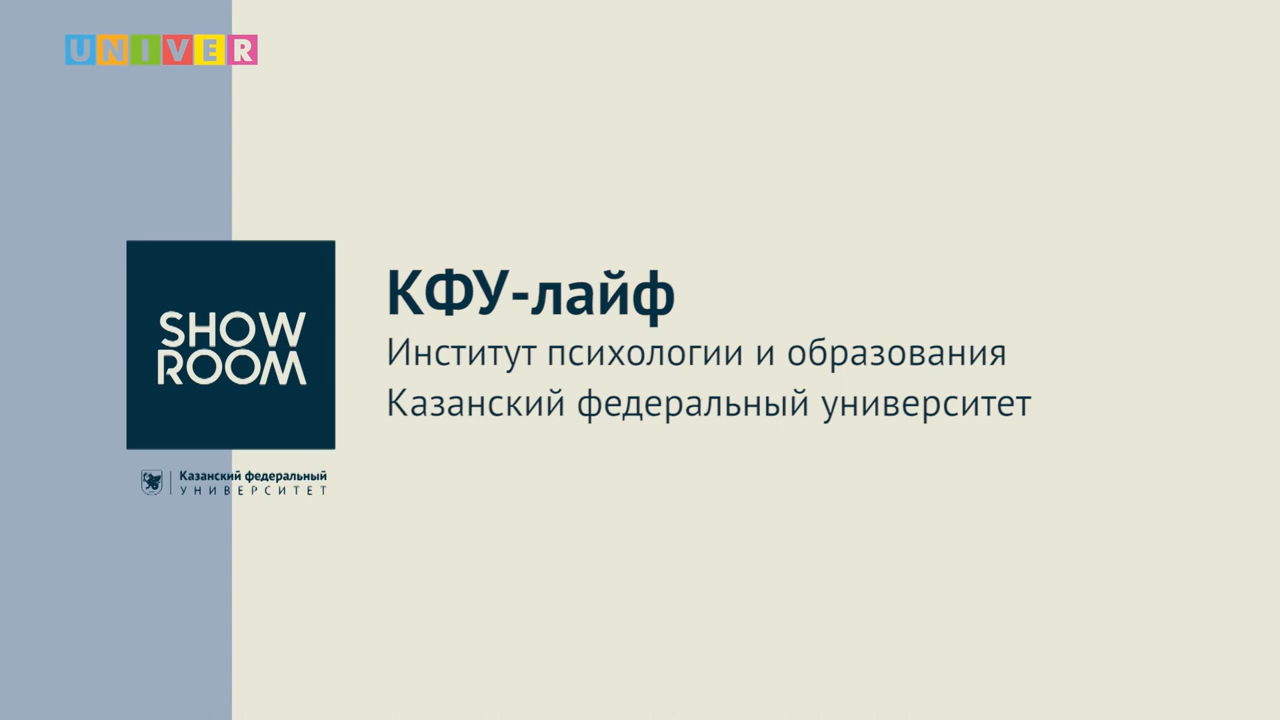 UNIVER
SHOW
ROOM
Казанский федеральный
УНИВЕРСИТЕТ
КФУ-лайф
Институт психологии и образования
Казанский федеральный университет